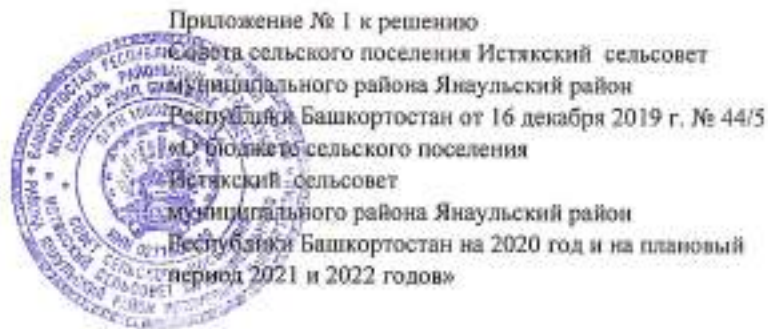 Приложение № 1 к решению
Совета сельского поселения Истякский сельсовет
муниципального района Янаульский район
Республики Башкортостан от 16 декабря 2019 г. № 44/5
«О бюджете сельского поселения
Истякский сельсовет
муниципального района Янаульский район
Республики Башкортостан на 2020 год и на плановый
период 2021 и 2022 годов»